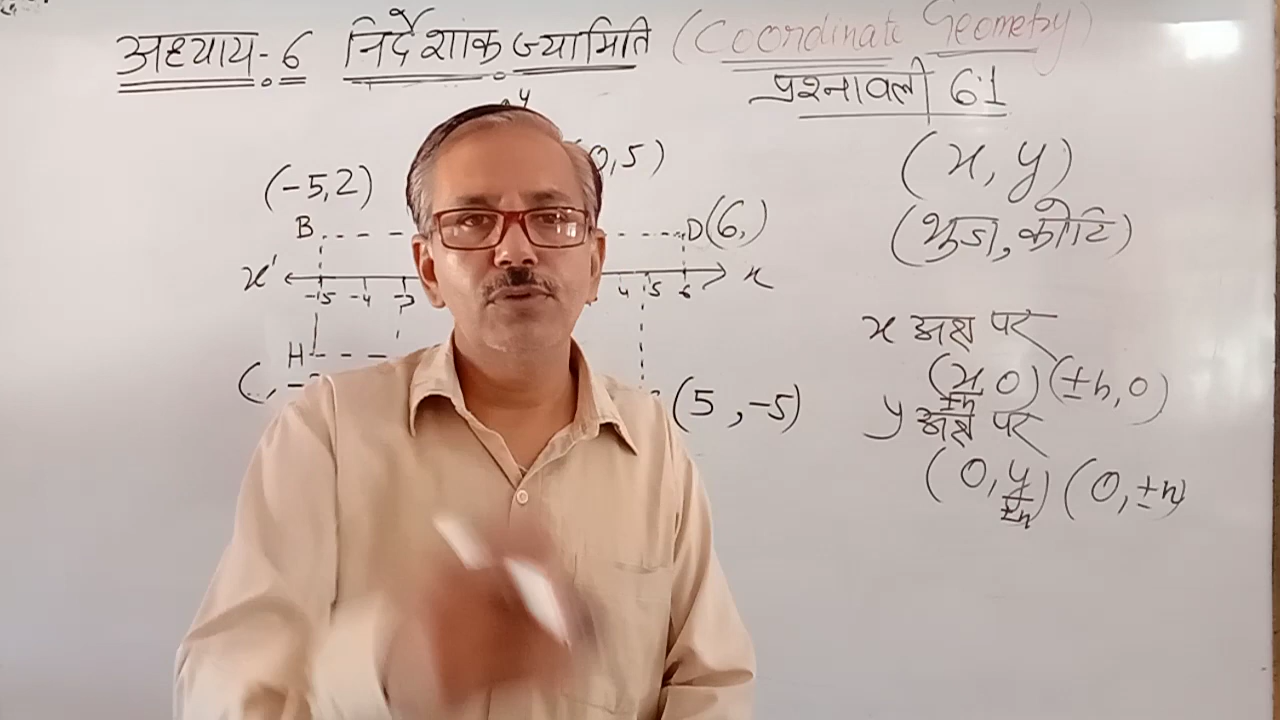 अध्याय-6 निर्देशांक ज्यामिति (Coordinate Geometry)
प्रश्नावली 6.1
y
(-5,2)
0,5)
(x, y)
B
D(6,)
(भुज, कोटि)
x' x
-5 -4 4 5 6
x अक्ष पर
H
(x 0) (±n, 0)
±n
(5, -5)
y अक्ष पर
(0, y) (0, ±n)
±n